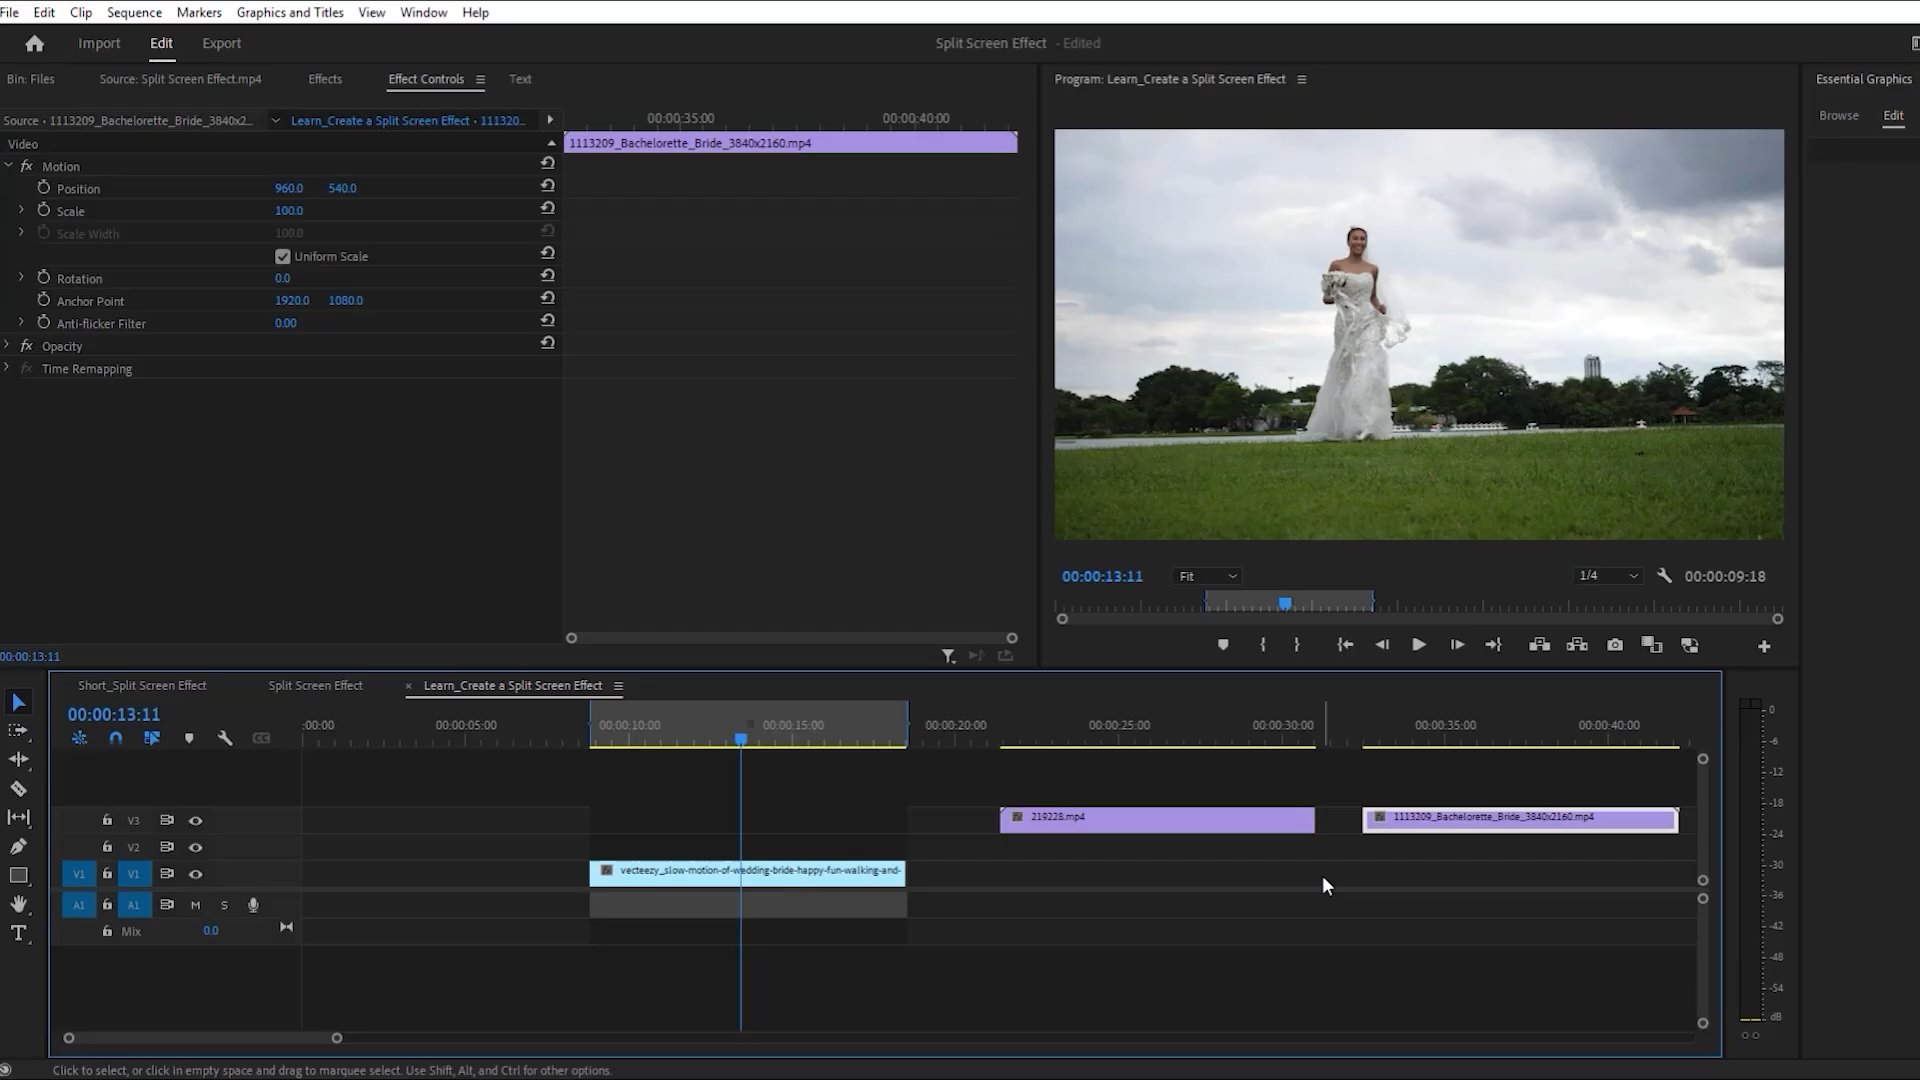 File Edit Clip Sequence Markers Graphics and Titles View Window Help
Import Edit Export Split Screen Effect - Edited
Bin: Files Source: Split Screen Effect.mp4 Effects Effect Controls Text
Program: Learn_Create a Split Screen Effect
Essential Graphics
Browse Edit
Source • 1113209_Bachelorette_Bride_3840x2... Learn_Create a Split Screen Effect • 111320...
00:00:35:00 00:00:40:00
Video
1113209_Bachelorette_Bride_3840x2160.mp4
fx Motion
Position 960.0 540.0
Scale 100.0
Scale Width 100.0
Uniform Scale
Rotation 0.0
Anchor Point 1920.0 1080.0
Anti-flicker Filter 0.00
fx Opacity
fx Time Remapping
00:00:13:11 Fit 1/4 00:00:09:18
00:00:13:11
Short_Split Screen Effect Split Screen Effect × Learn_Create a Split Screen Effect
00:00:13:11
:00:00 00:00:05:00 00:00:10:00 00:00:15:00 00:00:20:00 00:00:25:00 00:00:30:00 00:00:35:00 00:00:40:00
CC
V3 219228.mp4 1113209_Bachelorette_Bride_3840x2160.mp4
V2
V1 V1 vecteezy_slow-motion-of-wedding-bride-happy-fun-walking-and-
A1 A1 M S
Mix 0.0
T
0
-6
-12
-18
-24
-30
-36
-42
-48
-54
dB
Click to select, or click in empty space and drag to marquee select. Use Shift, Alt, and Ctrl for other options.